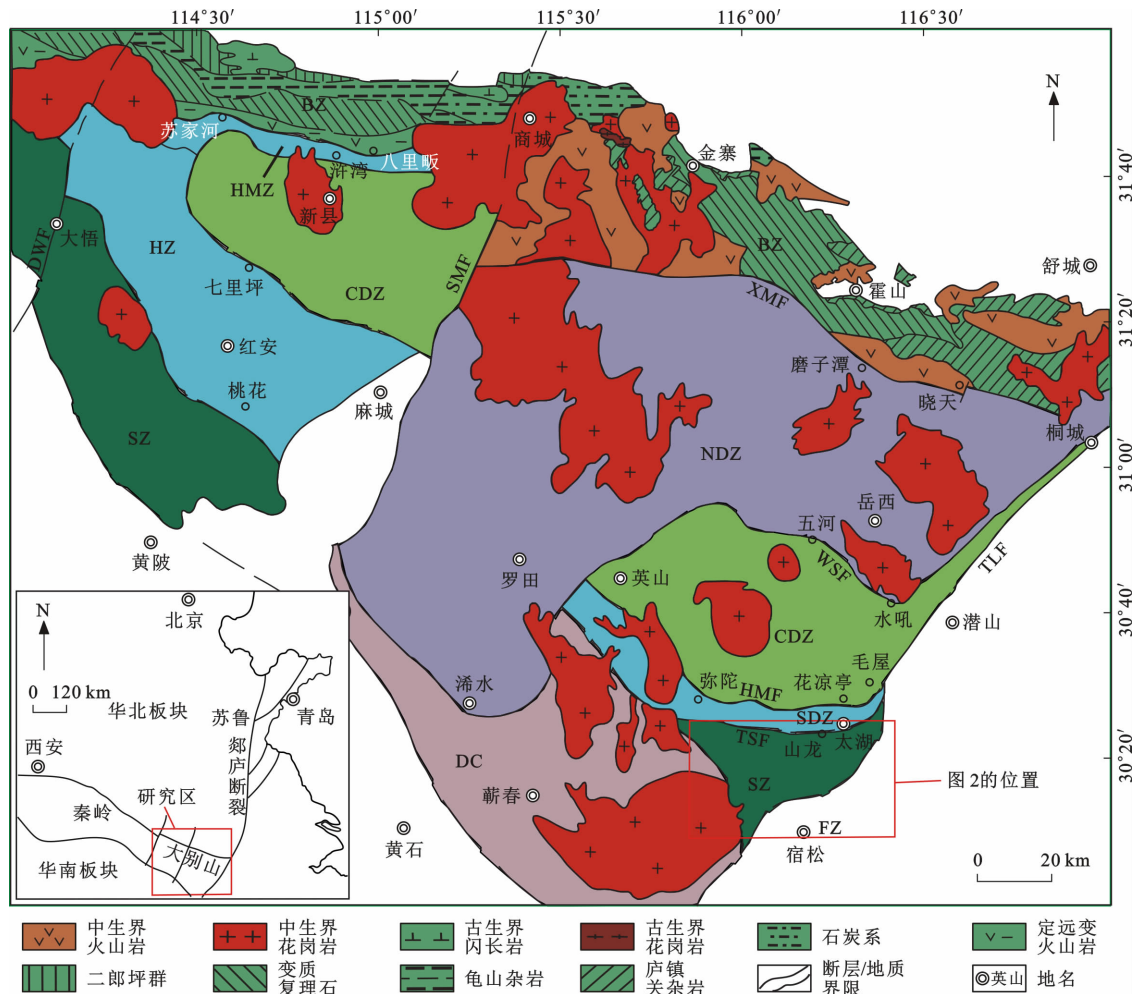 114°30′ 115°00′ 115°30′ 116°00′ 116°30′
N
BZ
苏家河
商城
八里畈
浒湾
金寨
31°40′
HMZ
新县
DWF
大悟
HZ
SMF
BZ
舒城
七里坪
CDZ
XMF
霍山
31°20′
红安
磨子潭
桃花
麻城
晓天
SZ
桐城
NDZ
31°00′
岳西
五河
黄陂
WSF
TLF
罗田
英山
30°40′
水吼
潜山
CDZ
毛屋
弥陀
HMF
花凉亭
浠水
SDZ
TSF
山龙
太湖
DC
SZ
30°20′
图2的位置
蕲春
FZ
黄石
宿松
0 20 km
N
北京
0 120 km
华北板块
苏鲁
青岛
西安
郯庐断裂
秦岭
研究区
大别山
华南板块
中生界
火山岩
中生界
花岗岩
古生界
闪长岩
古生界
花岗岩
石炭系
定远变
火山岩
二郎坪群
变质
复理石
龟山杂岩
庐镇
关杂岩
断层/地质
界限
英山
地名